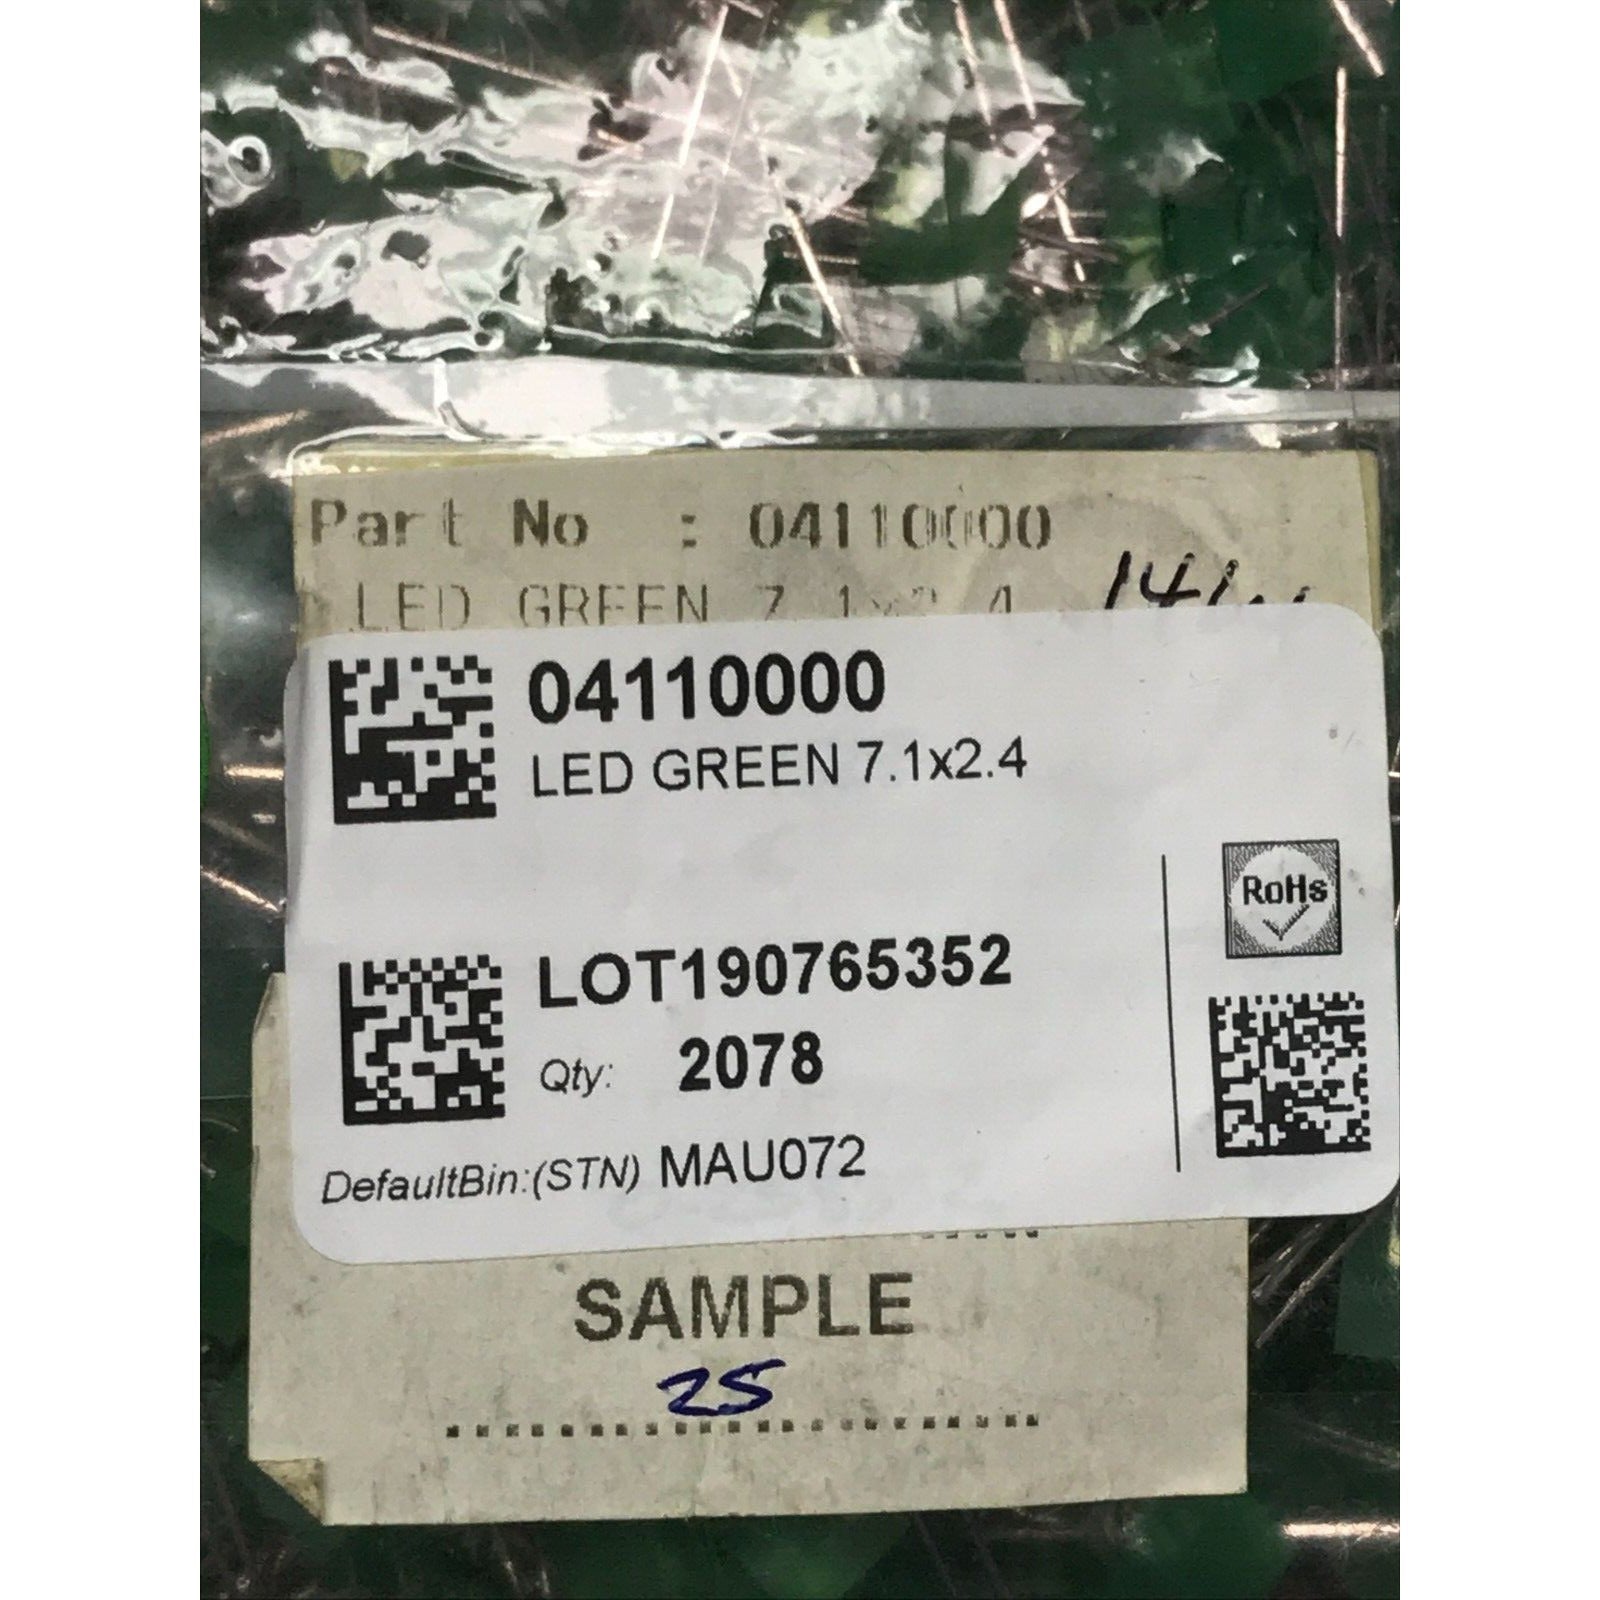 Part No : 04110000
LED GREEN 7.1x2.4
04110000
LED GREEN 7.1x2.4
RoHs
LOT190765352
Qty: 2078
DefaultBin:(STN) MAU072
SAMPLE
25